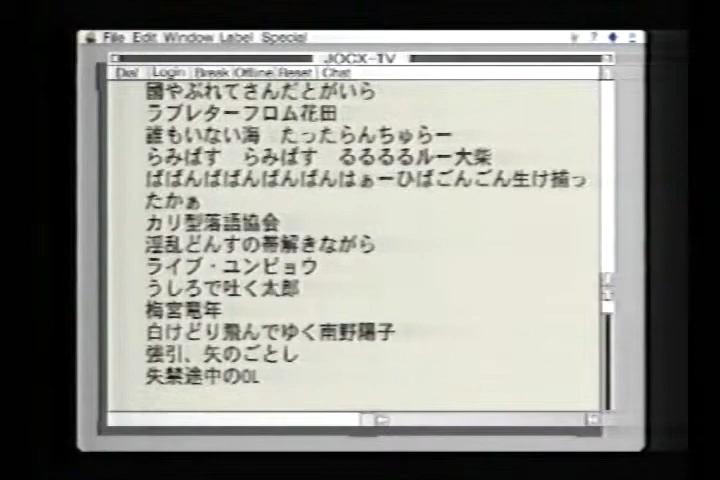 File Edit Window Label Special
JOCX-TV
Dial Login Break Offline Reset Chat
國やぶれてさんだとがいら
ラブレターフロム花田
誰もいない海　たったらんちゅらー
らみぱす　らみぱす　るるるるルー大柴
ぱぱんぱぱんぱんぱんはぁーひばごんごん生け捕っ
たかぁ
カリ型落語協会
淫乱どんすの帯解きながら
ライブ・ユンピョウ
うしろで吐く太郎
梅宮竜年
白けどり飛んでゆく南野陽子
強引、矢のごとし
失禁途中のOL